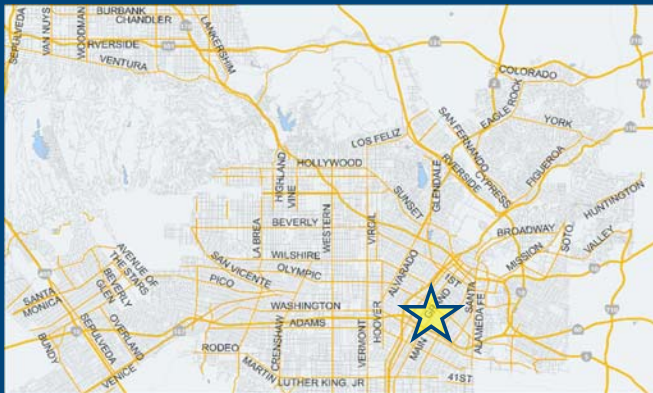 BURBANK
CHANDLER
SEPULVEDA
VAN NUYS
WOODMAN
RVERSIDE
VENTURA
LANKERSHIM
COLORADO
EAGLE ROCK
YORK
SAN FERNANDO
LOS FELIZ
RVERSIDE
CYPRESS
FIGUEROA
GLENDALE
HOLLYWOOD
HIGHLAND
VINE
SUNSET
HUNTINGTON
LA BREA
BEVERLY
WESTERN
VIRGIL
BROADWAY
SOTO
VALLEY
MISSION
AVENUE OF
THE STARS
BEVERLY
GLEN
WILSHIRE
SAN VICENTE
OLYMPIC
PICO
ALVARADO
1ST
GRAND
SANTA
ALAMEDA FE
SANTA
MONICA
OVERLAND
SEPULVEDA
BUNDY
VENICE
WASHINGTON
ADAMS
HOOVER
MAIN
RODEO
CRENSHAW
VERMONT
MARTIN
LUTHER KING, JR
41ST